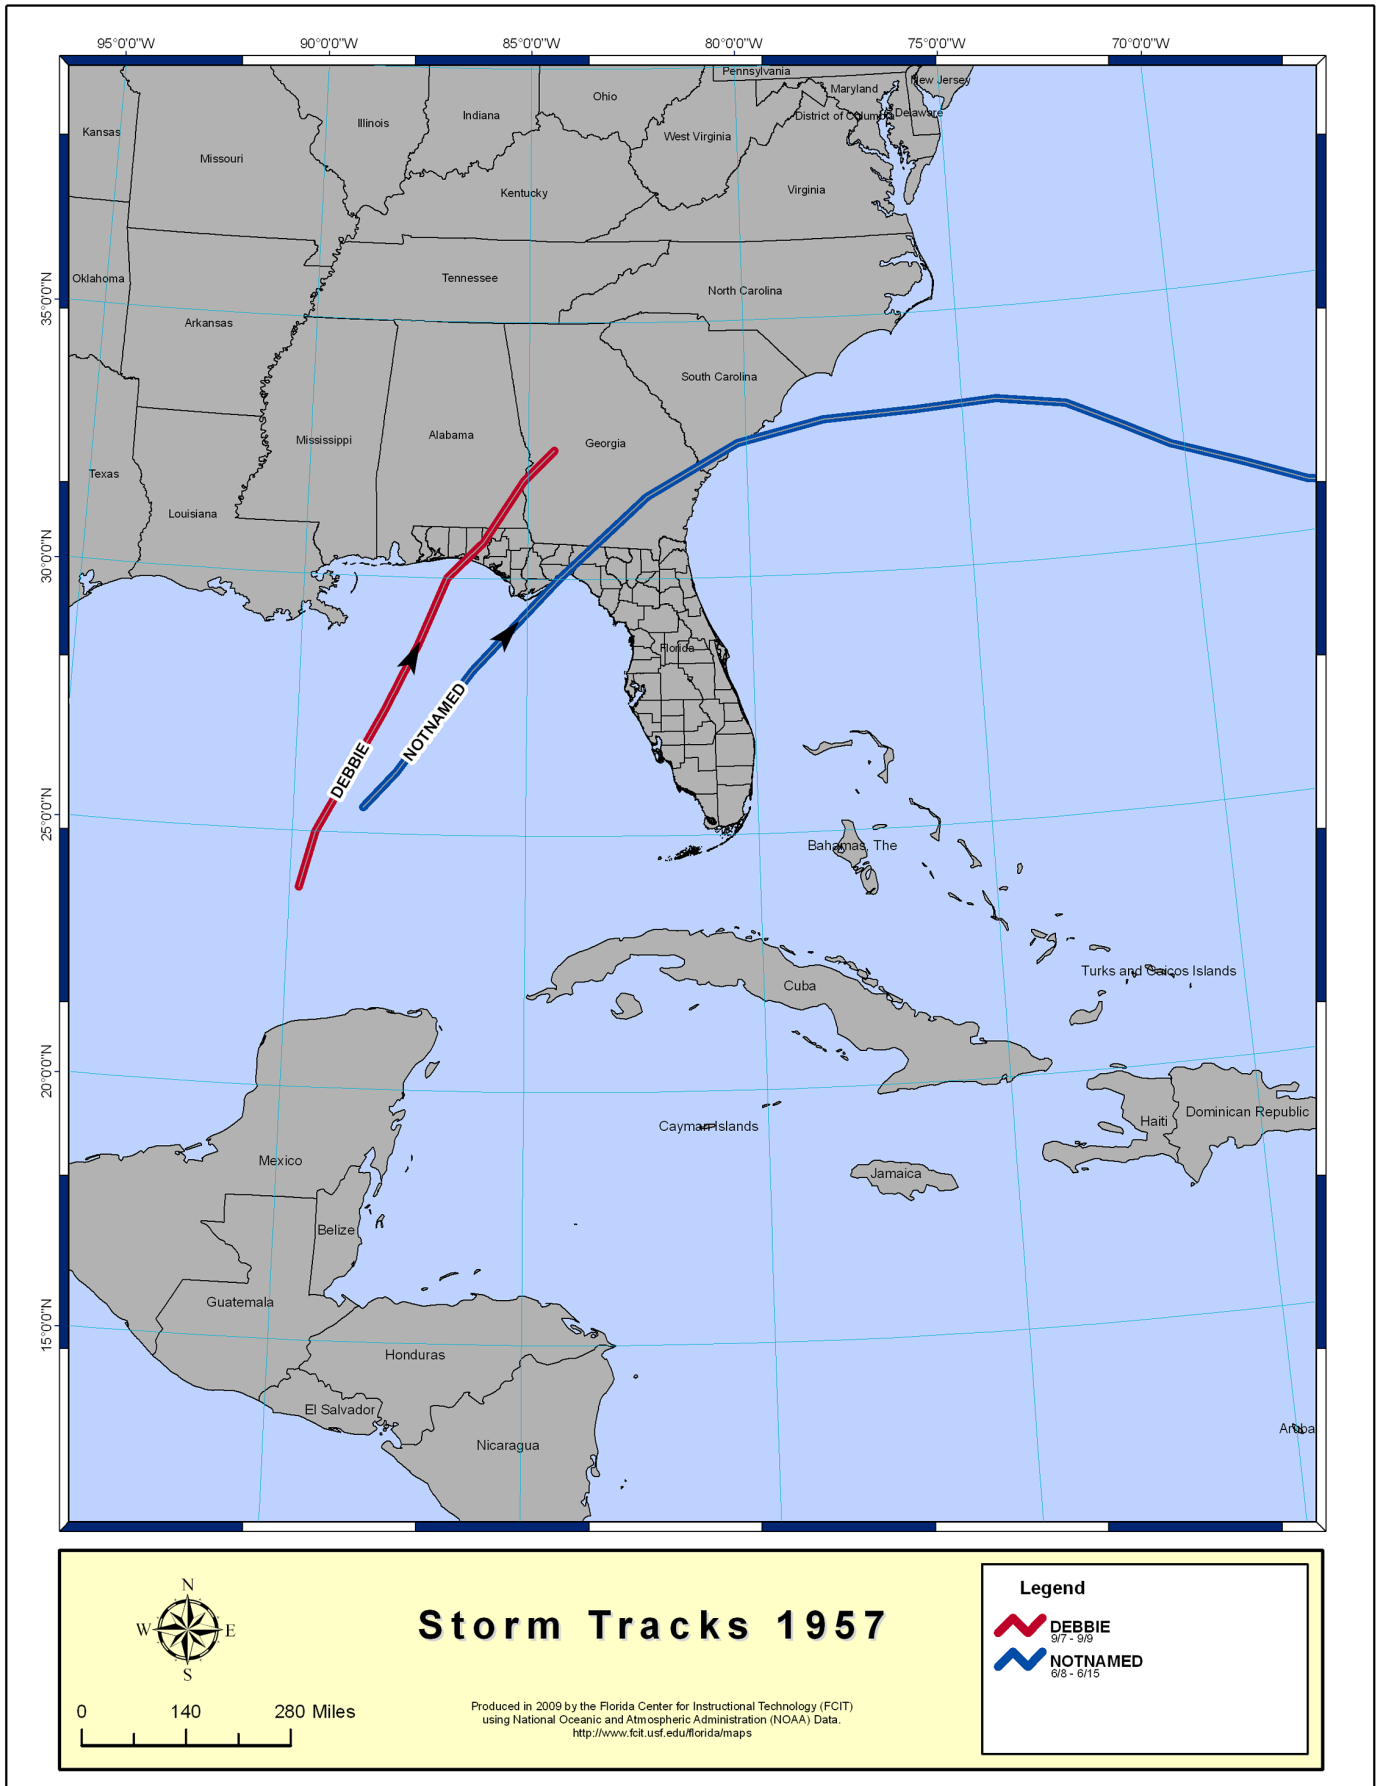 95°0'0"W 90°0'0"W 85°0'0"W 80°0'0"W 75°0'0"W 70°0'0"W
Pennsylvania
New Jersey
Maryland
Ohio
Delaware
District of Columbia
Indiana
Illinois
Kansas
West Virginia
Missouri
Virginia
Kentucky
Oklahoma
Tennessee
North Carolina
35°0'0"N
Arkansas
South Carolina
Alabama
Mississippi
Georgia
Texas
Louisiana
30°0'0"N
Florida
NOTNAMED
DEBBIE
25°0'0"N
Bahamas, The
Turks and Caicos Islands
Cuba
20°0'0"N
Dominican Republic
Haiti
Cayman Islands
Mexico
Jamaica
Belize
Guatemala
15°0'0"N
Honduras
El Salvador
Aruba
Nicaragua
N
W E
S
0 140 280 Miles
Storm Tracks 1957
Produced in 2009 by the Florida Center for Instructional Technology (FCIT)
using National Oceanic and Atmospheric Administration (NOAA) Data.
http://www.fcit.usf.edu/florida/maps
Legend
DEBBIE
9/7 - 9/9
NOTNAMED
6/8 - 6/15